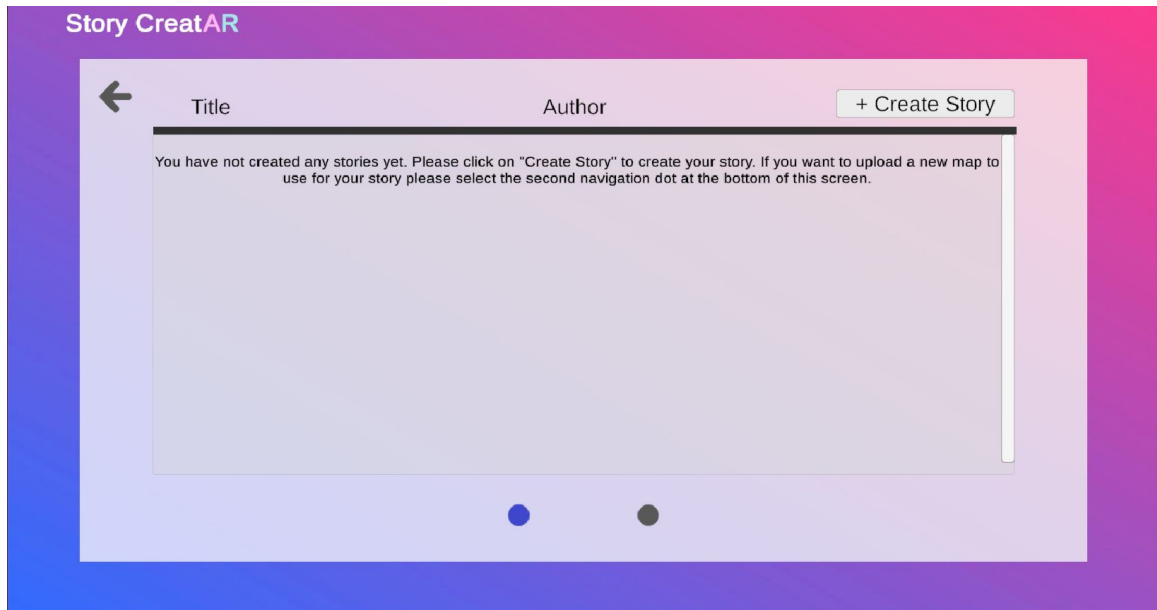 Story CreatAR
Title Author + Create Story
You have not created any stories yet. Please click on "Create Story" to create your story. If you want to upload a new map to
use for your story please select the second navigation dot at the bottom of this screen.